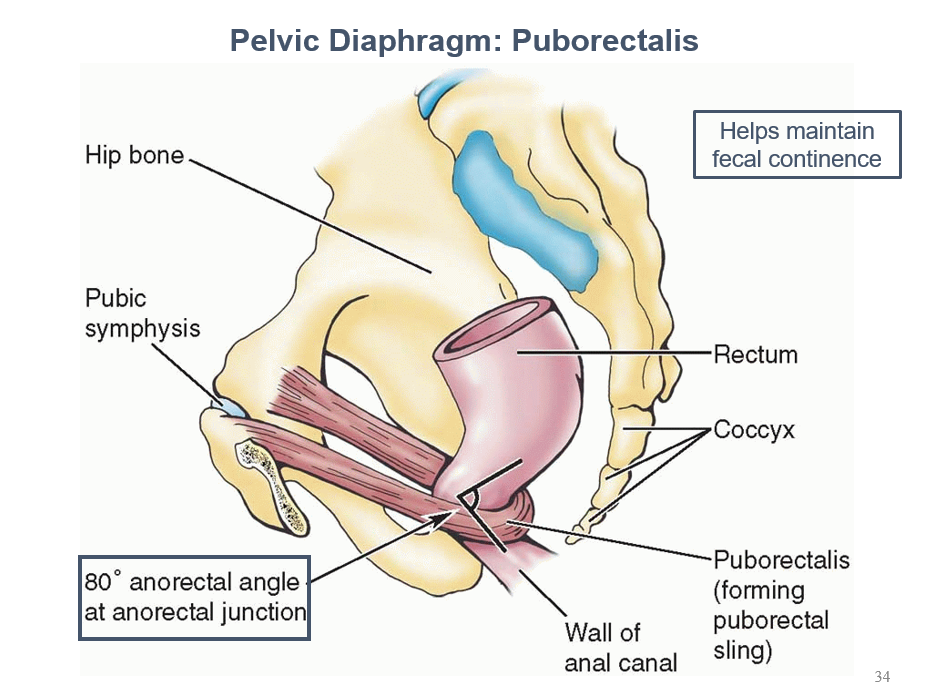 Pelvic Diaphragm: Puborectalis
Helps maintain
fecal continence
Hip bone
Pubic
symphysis
Rectum
Coccyx
80° anorectal angle
at anorectal junction
Puborectalis
(forming
puborectal
sling)
Wall of
anal canal
34